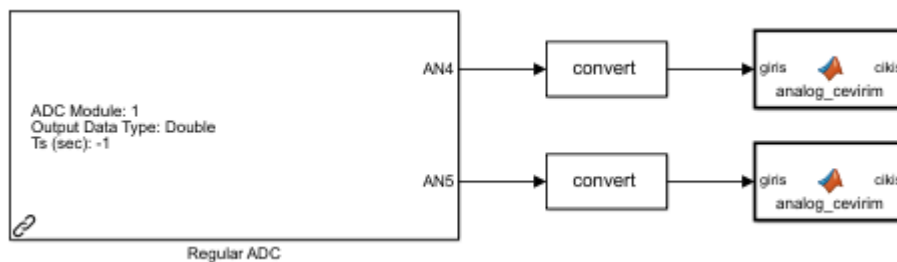 AN4
convert
giris
cikis
analog_cevirim
ADC Module: 1
Output Data Type: Double
Ts (sec): -1
AN5
convert
giris
cikis
analog_cevirim
Regular ADC